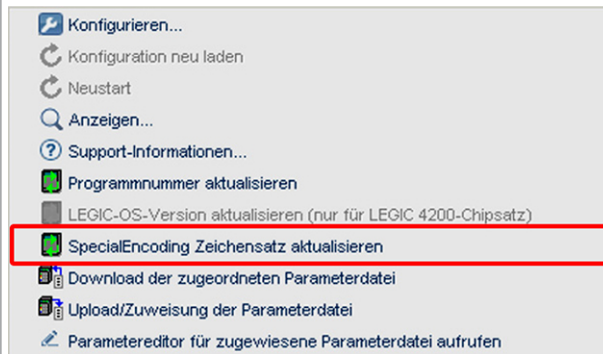 Konfigurieren...
Konfiguration neu laden
Neustart
Anzeigen...
Support-Informationen...
Programmnummer aktualisieren
LEGIC-OS-Version aktualisieren (nur für LEGIC 4200-Chipsatz)
SpecialEncoding Zeichensatz aktualisieren
Download der zugeordneten Parameterdatei
Upload/Zuweisung der Parameterdatei
Parametereditor für zugewiesene Parameterdatei aufrufen